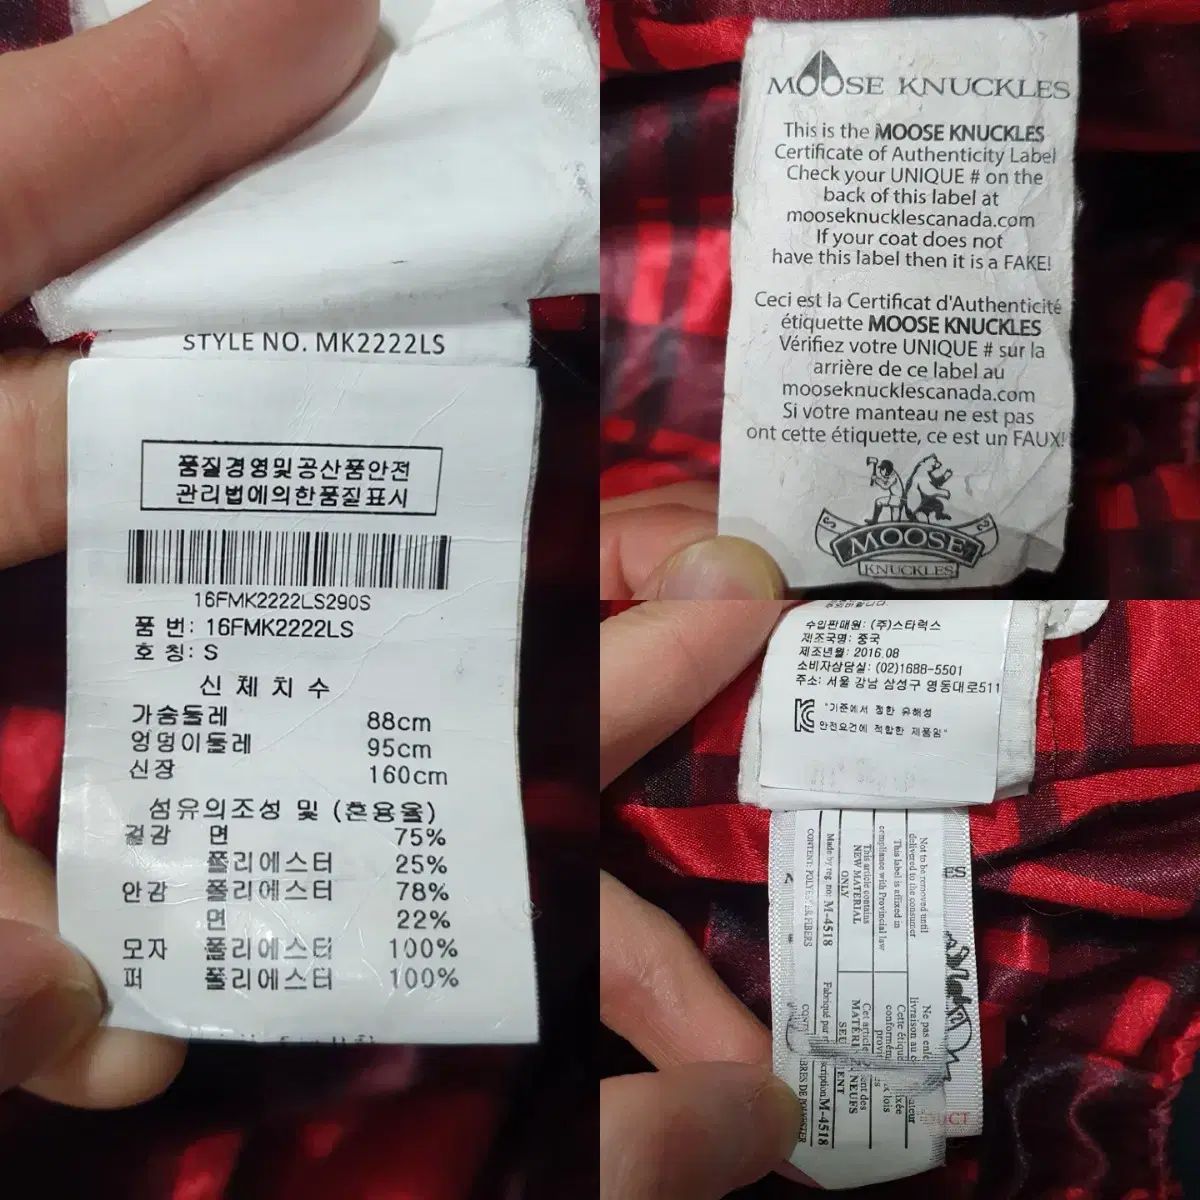 STYLE NO. MK2222LS
품질경영및공산품안전
관리법에의한품질표시
16FMK2222LS290S
품 번: 16FMK2222LS
호 칭: S
신 체 치 수
가슴둘레 88cm
엉덩이둘레 95cm
신장 160cm
섬유의조성 및 (혼용율)
겉감 면 75%
폴리에스터 25%
안감 폴리에스터 78%
면 22%
모자 폴리에스터 100%
퍼 폴리에스터 100%
MOOSE KNUCKLES
This is the MOOSE KNUCKLES
Certificate of Authenticity Label
Check your UNIQUE # on the
back of this label at
mooseknucklescanada.com
If your coat does not
have this label then it is a FAKE!
Ceci est la Certificat d'Authenticité
étiquette MOOSE KNUCKLES
Vérifiez votre UNIQUE # sur la
arrière de ce label au
mooseknucklescanada.com
Si votre manteau ne est pas
ont cette étiquette, ce est un FAUX!
MOOSE
KNUCKLES
수입판매원: (주)스타럭스
제조국명: 중국
제조년월: 2016.08
소비자상담실: (02)1688-5501
주소: 서울 강남 삼성구 영동대로511
"기준에서 정한 유해성
안전요건에 적합한 제품임"
Not to be removed until
delivered to the consumer
This label is affixed in
compliance with Provincial law
This article contains
NEW MATERIAL
ONLY
Made by reg. no M-4518
CONTENT: POLYESTER FIBERS
Ne pas enle
livraison au c
Cette étique
conformém
provi
Cet article
MATÉRI
SEU
Fabriqué par
M-4518
NEUFS